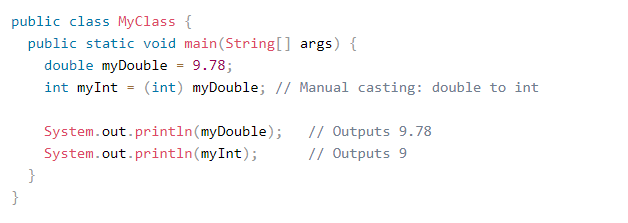 public class MyClass {
  public static void main(String[] args) {
    double myDouble = 9.78;
    int myInt = (int) myDouble; // Manual casting: double to int

    System.out.println(myDouble);   // Outputs 9.78
    System.out.println(myInt);      // Outputs 9
  }
}